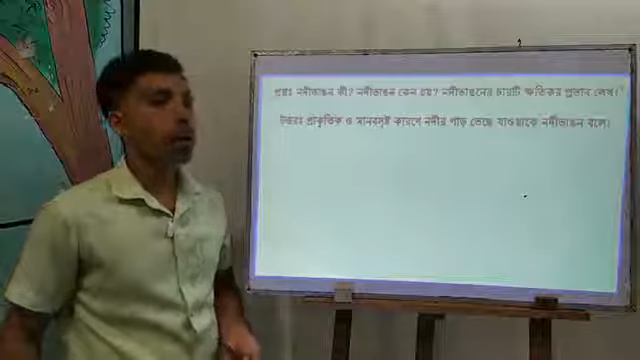 প্রশ্নঃ নদীভাঙন কী? নদীভাঙন কেন হয়? নদীভাঙনের চারটি ক্ষতিকর প্রভাব লেখ।
উত্তরঃ প্রাকৃতিক ও মানবসৃষ্ট কারণে নদীর পাড় ভেঙে যাওয়াকে নদীভাঙন বলে।